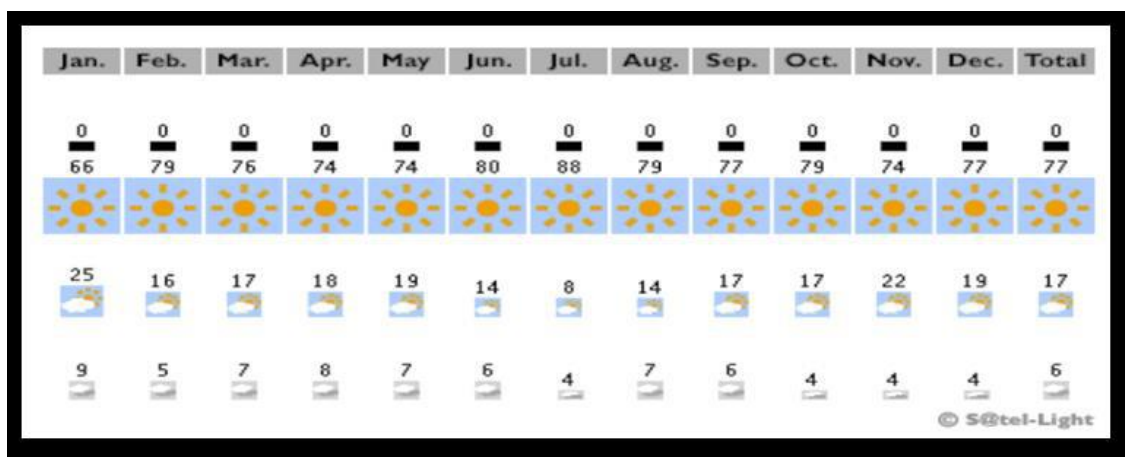 Jan. Feb. Mar. Apr. May Jun. Jul. Aug. Sep. Oct. Nov. Dec. Total
0 0 0 0 0 0 0 0 0 0 0 0 0
66 79 76 74 74 80 88 79 77 79 74 77 77
25 16 17 18 19 14 8 14 17 17 22 19 17
9 5 7 8 7 6 4 7 6 4 4 4 6
© S@tel-Light